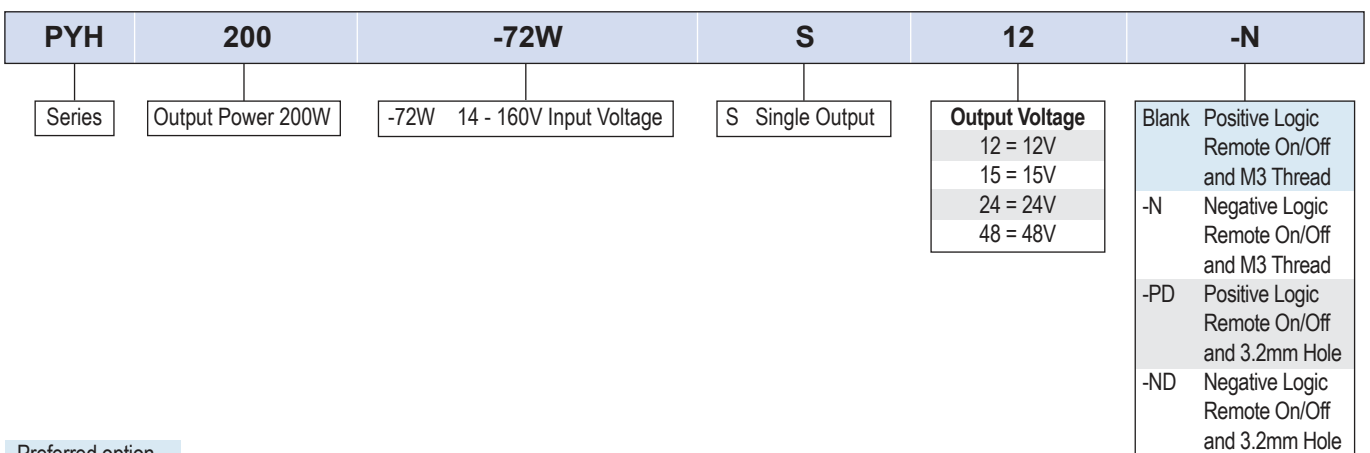 PYH 200 -72W S 12 -N
Series
Output Power 200W
-72W 14 - 160V Input Voltage
S Single Output
Output Voltage
12 = 12V
15 = 15V
24 = 24V
48 = 48V
Blank Positive Logic
Remote On/Off
and M3 Thread
-N Negative Logic
Remote On/Off
and M3 Thread
-PD Positive Logic
Remote On/Off
and 3.2mm Hole
-ND Negative Logic
Remote On/Off
and 3.2mm Hole
Preferred option